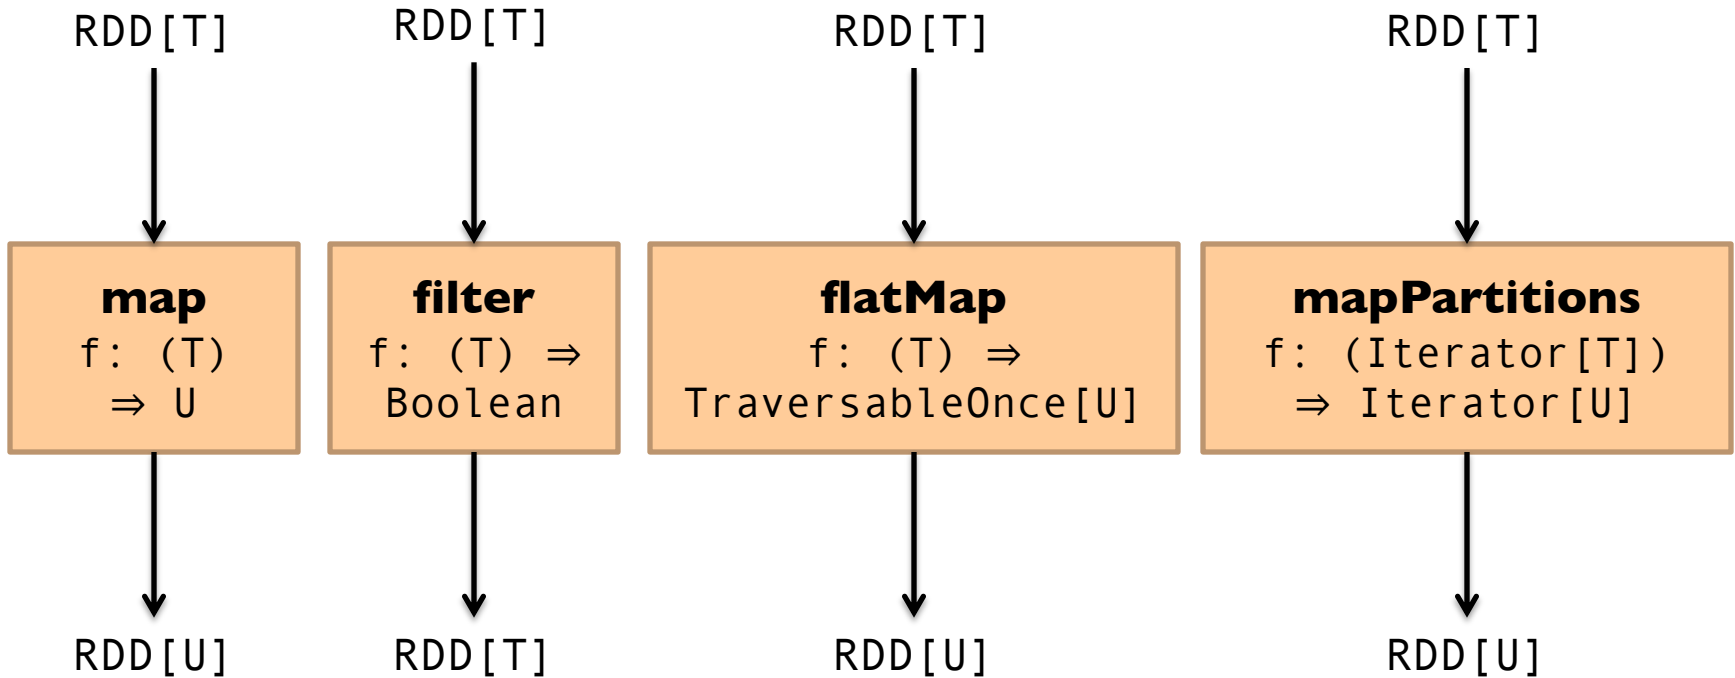 RDD[T]
RDD[T]
RDD[T]
RDD[T]
map
f: (T)
⇒ U
filter
f: (T) ⇒
Boolean
flatMap
f: (T) ⇒
TraversableOnce[U]
mapPartitions
f: (Iterator[T])
⇒ Iterator[U]
RDD[U]
RDD[T]
RDD[U]
RDD[U]